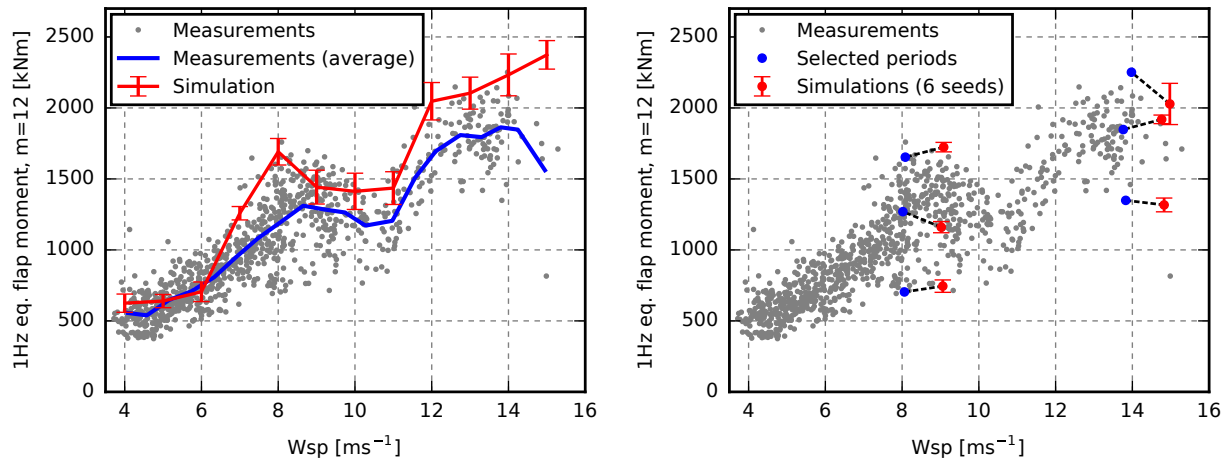 1Hz eq. flap moment, m=12 [kNm]
2500
2000
1500
1000
500
0
Measurements
Measurements (average)
Simulation
4 6 8 10 12 14 16
Wsp [ms⁻¹]
1Hz eq. flap moment, m=12 [kNm]
2500
2000
1500
1000
500
0
Measurements
Selected periods
Simulations (6 seeds)
4 6 8 10 12 14 16
Wsp [ms⁻¹]